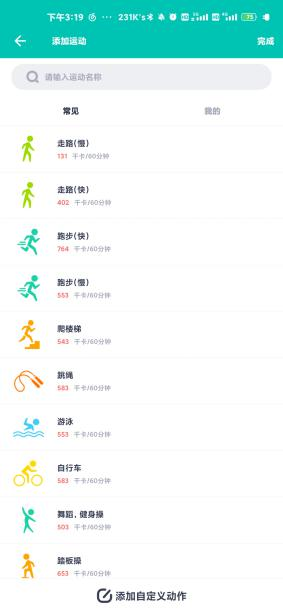 下午3:19 ··· 231K's 75
添加运动 完成
请输入运动名称
常见 我的
走路(慢)
131 千卡/60分钟
走路(快)
402 千卡/60分钟
跑步(快)
764 千卡/60分钟
跑步(慢)
553 千卡/60分钟
爬楼梯
543 千卡/60分钟
跳绳
583 千卡/60分钟
游泳
553 千卡/60分钟
自行车
583 千卡/60分钟
舞蹈, 健身操
503 千卡/60分钟
踏板操
653 千卡/60分钟
添加自定义动作